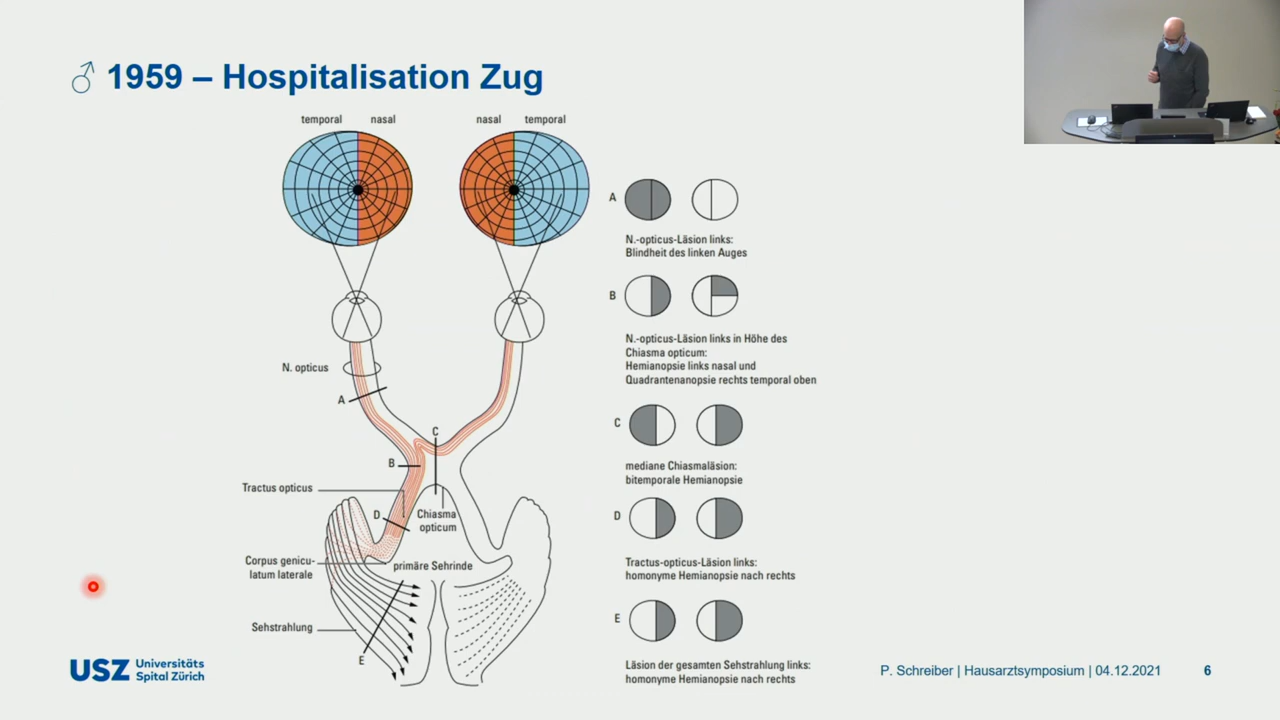 ♂ 1959 – Hospitalisation Zug
temporal nasal
nasal temporal
A
N.-opticus-Läsion links:
Blindheit des linken Auges
B
N.-opticus-Läsion links in Höhe des
Chiasma opticum:
Hemianopsie links nasal und
Quadrantenanopsie rechts temporal oben
C
mediane Chiasmaläsion:
bitemporale Hemianopsie
D
Tractus-opticus-Läsion links:
homonyme Hemianopsie nach rechts
E
Läsion der gesamten Sehstrahlung links:
homonyme Hemianopsie nach rechts
N. opticus
A
C
B
Tractus opticus
D
Chiasma
opticum
Corpus genicu-
latum laterale
primäre Sehrinde
Sehstrahlung
E
USZ Universitäts
Spital Zürich
P. Schreiber | Hausarztsymposium | 04.12.2021 6